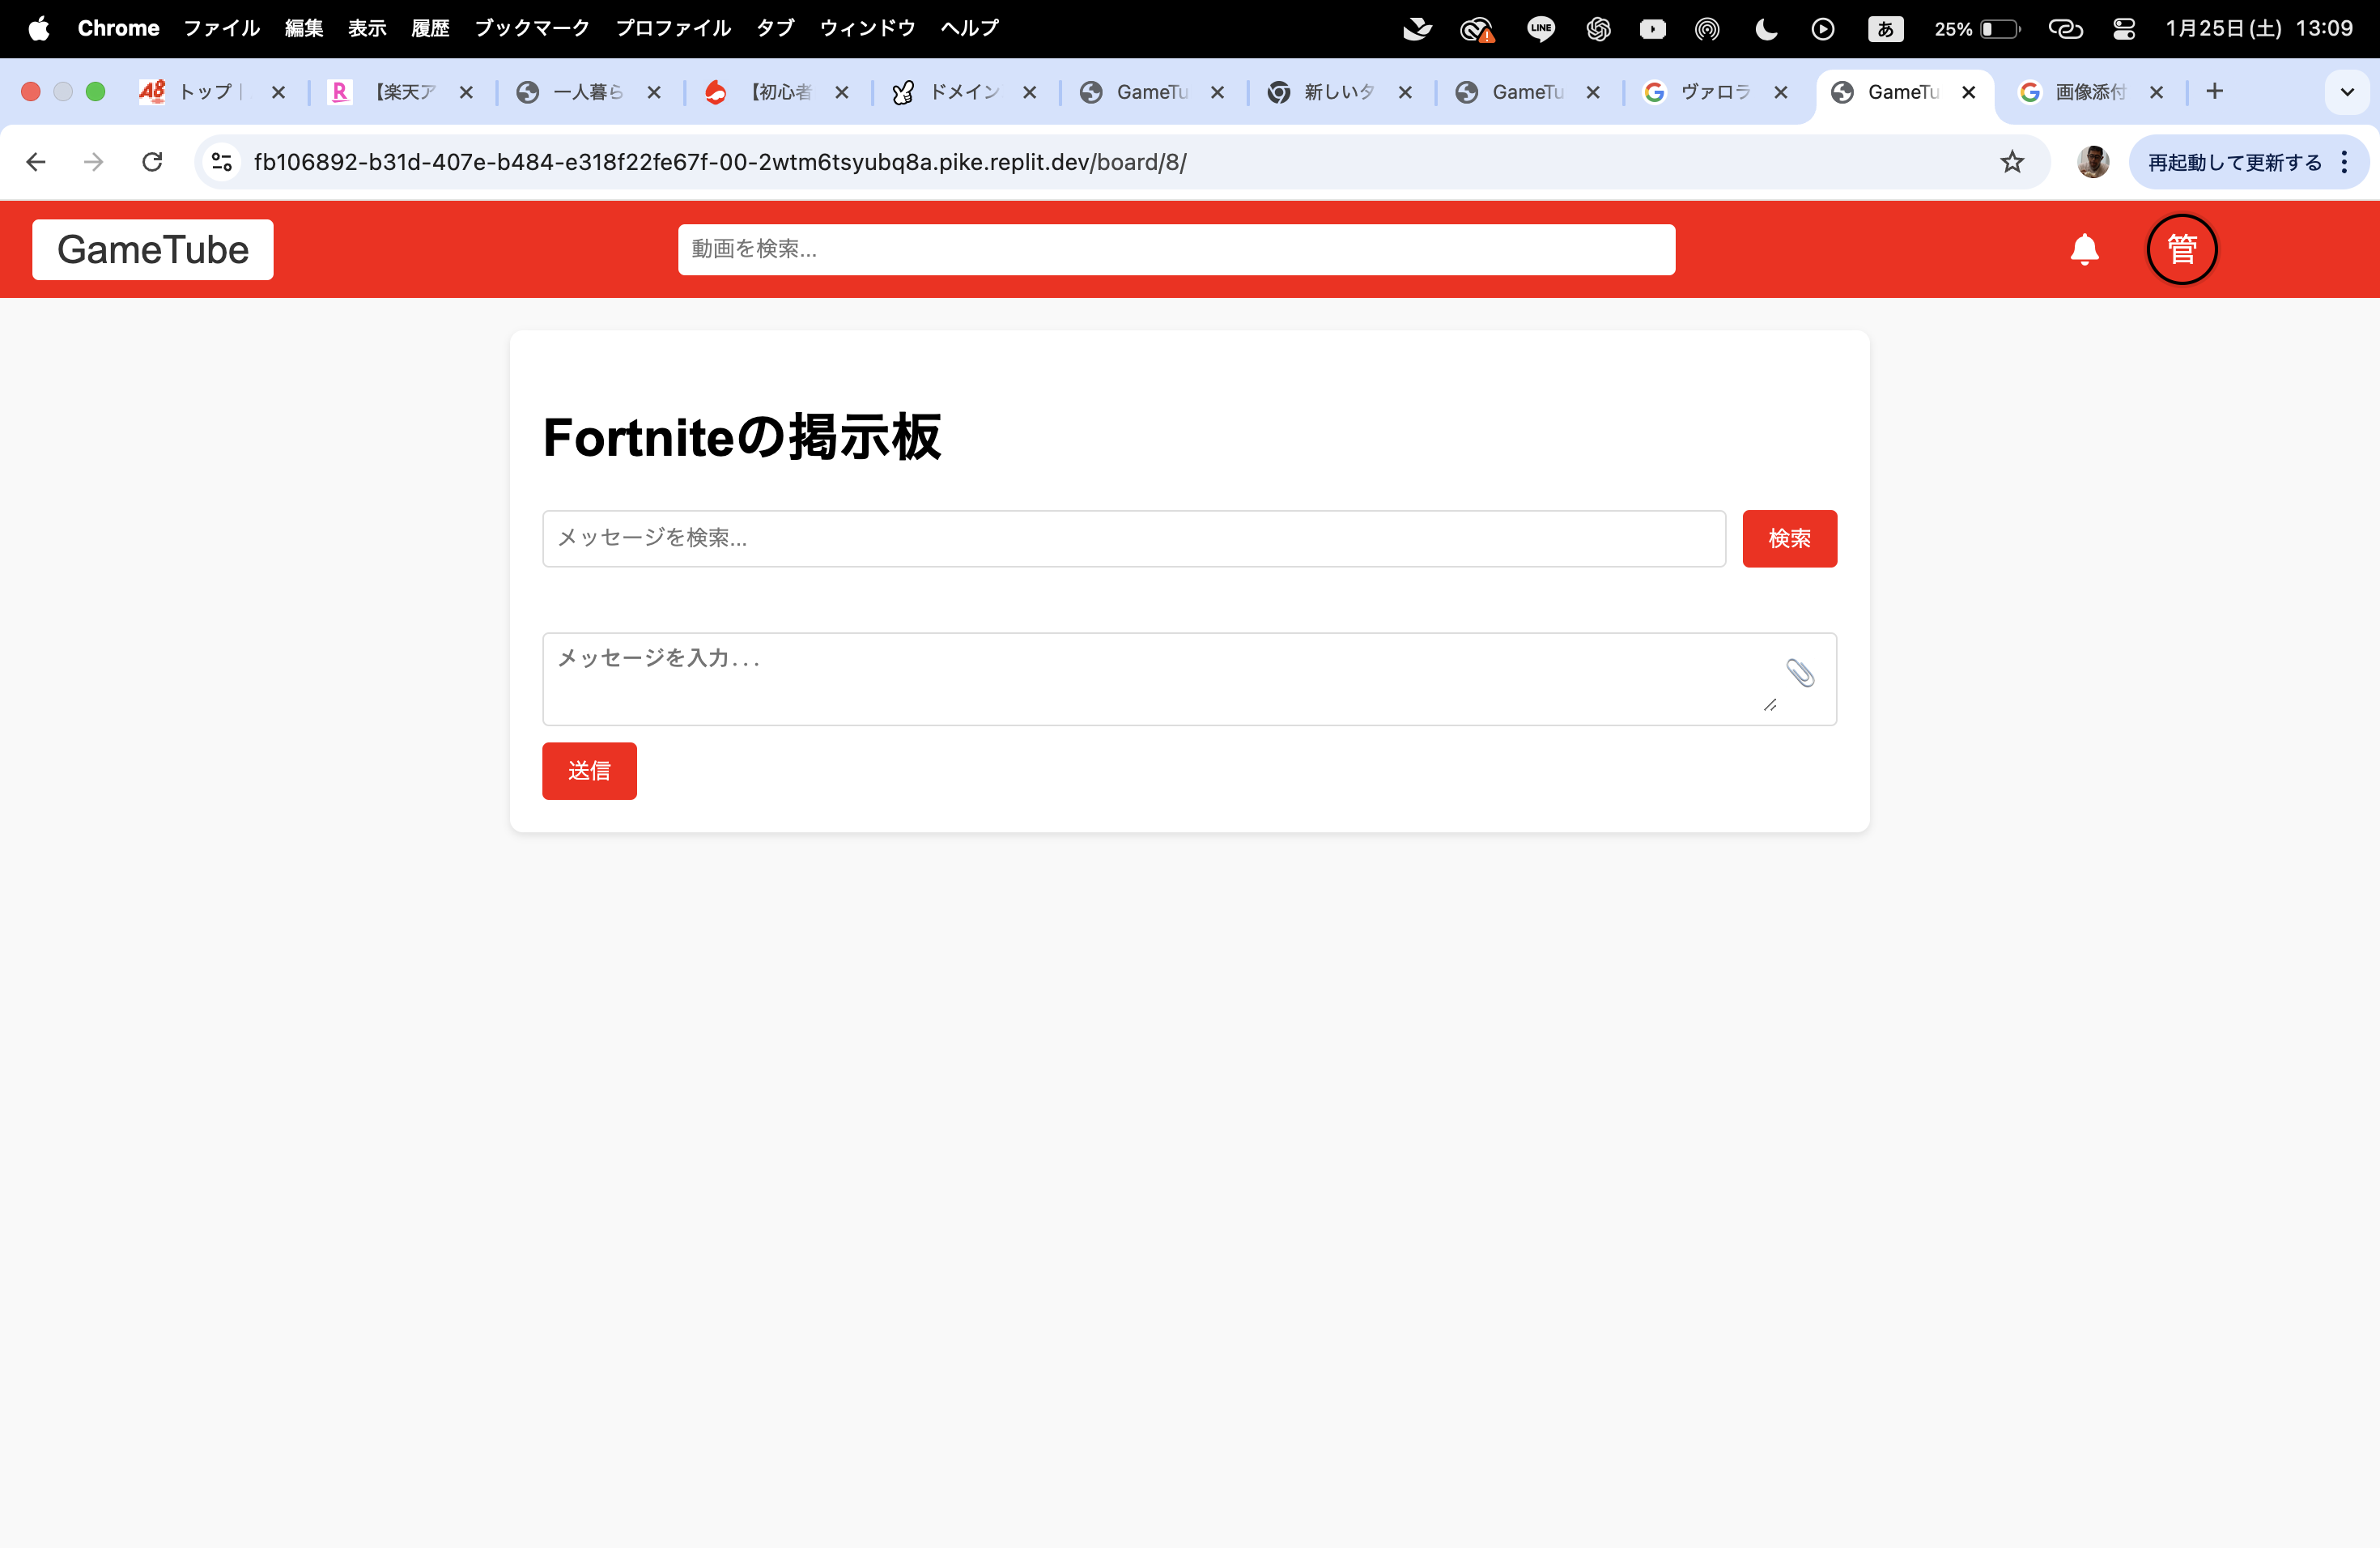 Chrome ファイル 編集 表示 履歴 ブックマーク プロファイル タブ ウィンドウ ヘルプ LINE あ 25% 1月25日(土) 13:09
A8 トップ | R 【楽天ア 一人暮ら 【初心者 ドメイン GameTu 新しいタ GameTu ヴァロラ GameTu 画像添付
fb106892-b31d-407e-b484-e318f22fe67f-00-2wtm6tsyubq8a.pike.replit.dev/board/8/ 再起動して更新する
GameTube 動画を検索... 管
Fortniteの掲示板
メッセージを検索... 検索
メッセージを入力...
送信